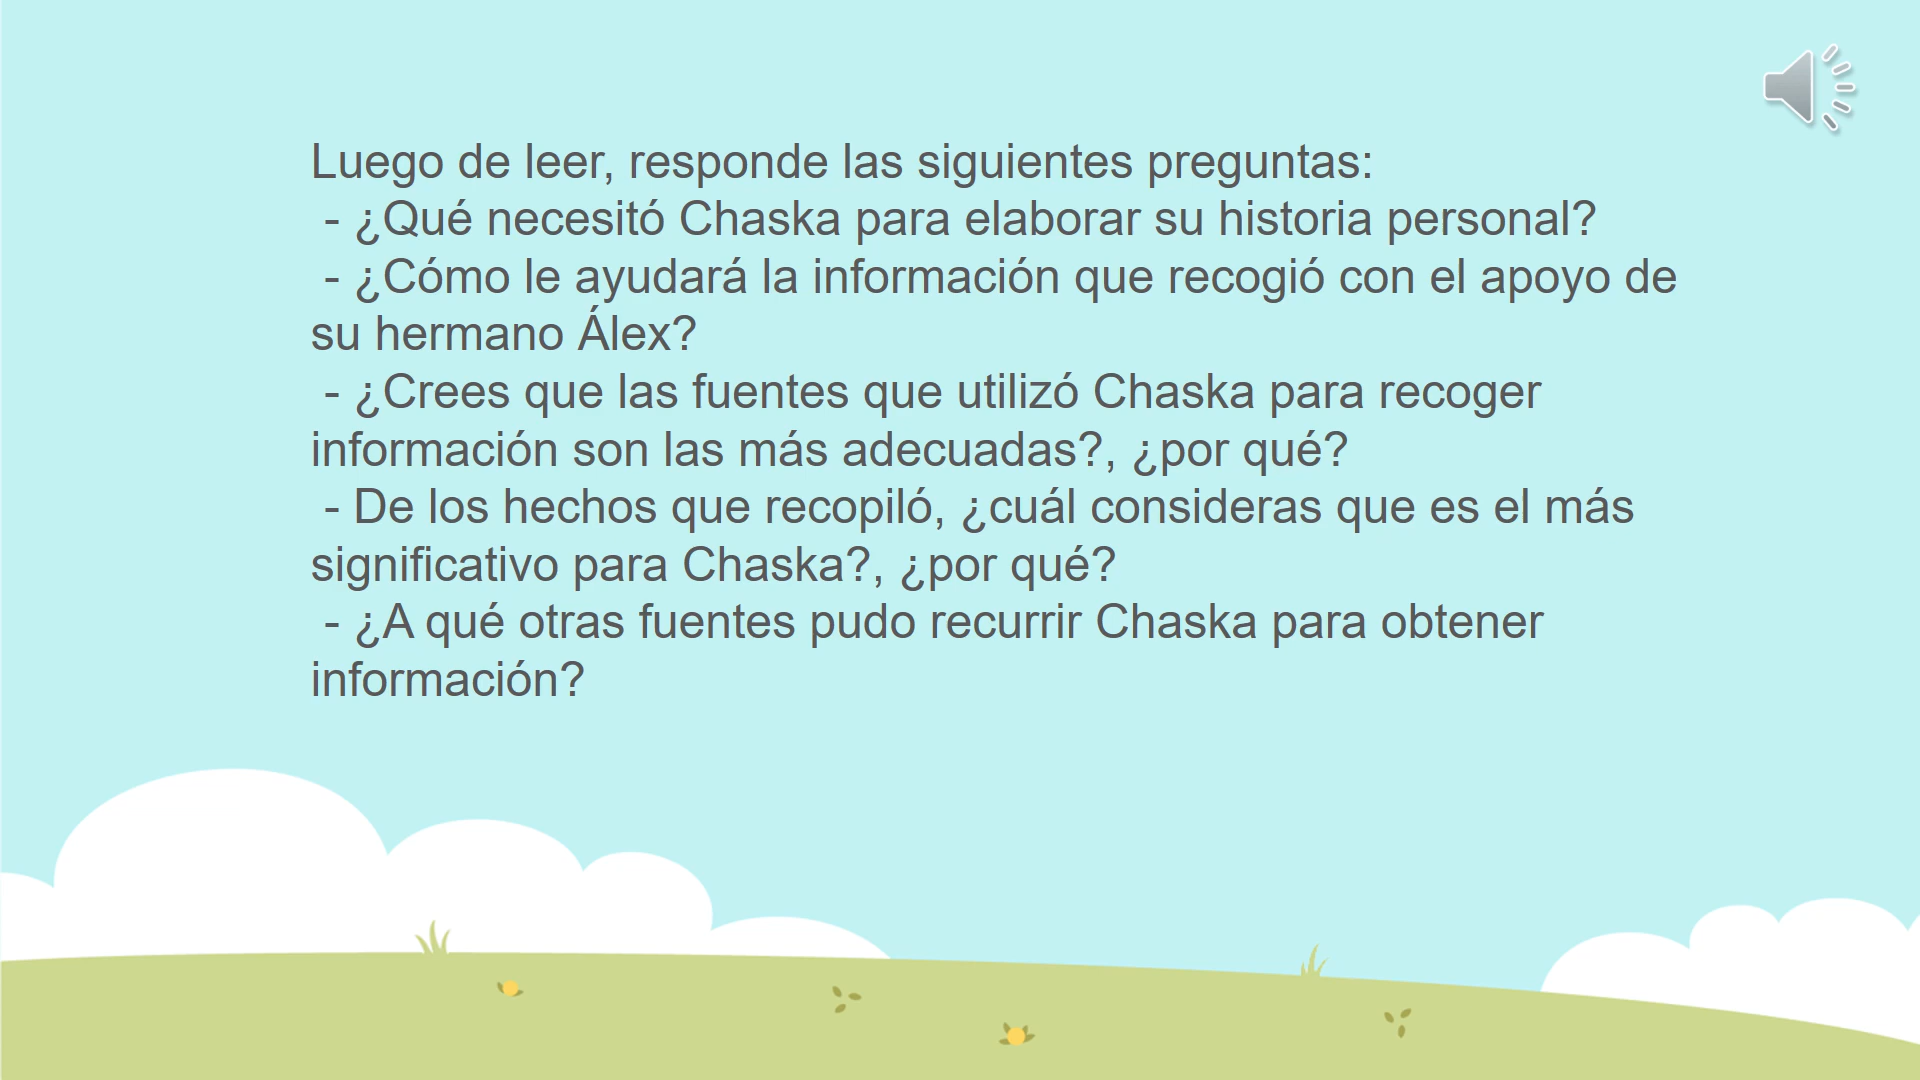 Luego de leer, responde las siguientes preguntas:
- ¿Qué necesitó Chaska para elaborar su historia personal?
- ¿Cómo le ayudará la información que recogió con el apoyo de
su hermano Álex?
- ¿Crees que las fuentes que utilizó Chaska para recoger
información son las más adecuadas?, ¿por qué?
- De los hechos que recopiló, ¿cuál consideras que es el más
significativo para Chaska?, ¿por qué?
- ¿A qué otras fuentes pudo recurrir Chaska para obtener
información?